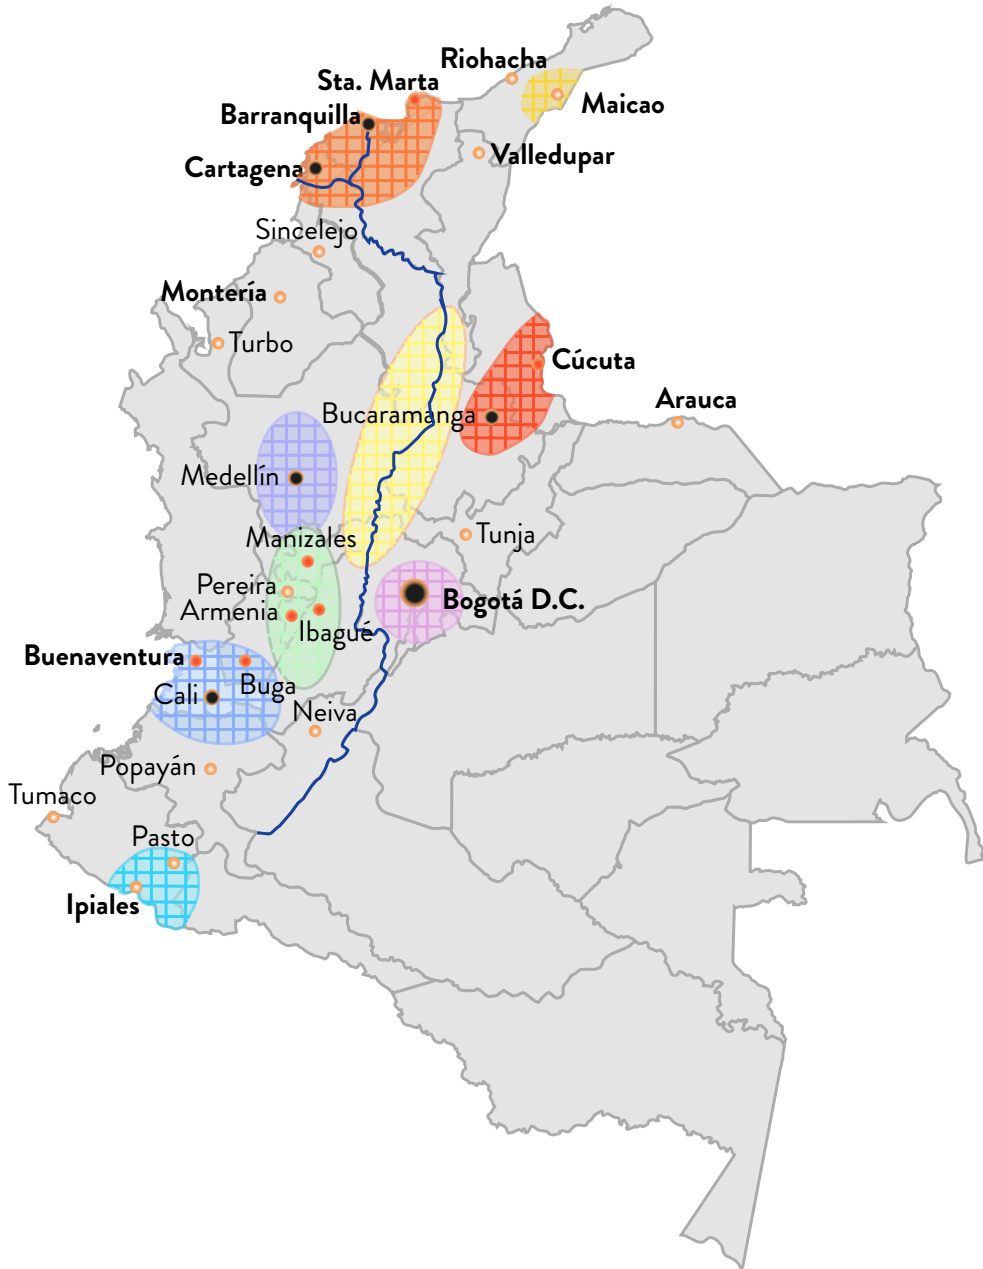 Riohacha
Sta. Marta
Maicao
Barranquilla
Valledupar
Cartagena
Sincelejo
Montería
Turbo
Cúcuta
Arauca
Bucaramanga
Medellín
Tunja
Manizales
Pereira
Bogotá D.C.
Armenia
Ibagué
Buenaventura
Buga
Cali
Neiva
Popayán
Tumaco
Pasto
Ipiales